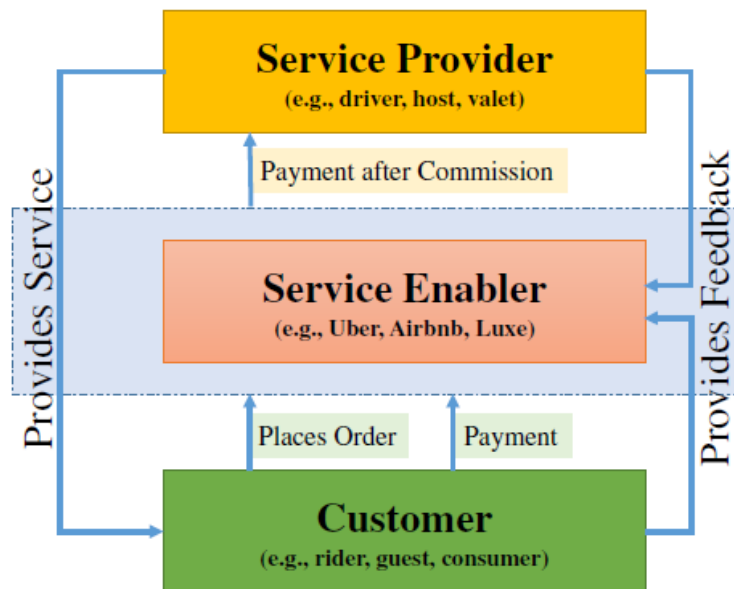 Service Provider
(e.g., driver, host, valet)
Payment after Commission
Provides Service
Service Enabler
(e.g., Uber, Airbnb, Luxe)
Provides Feedback
Places Order
Payment
Customer
(e.g., rider, guest, consumer)